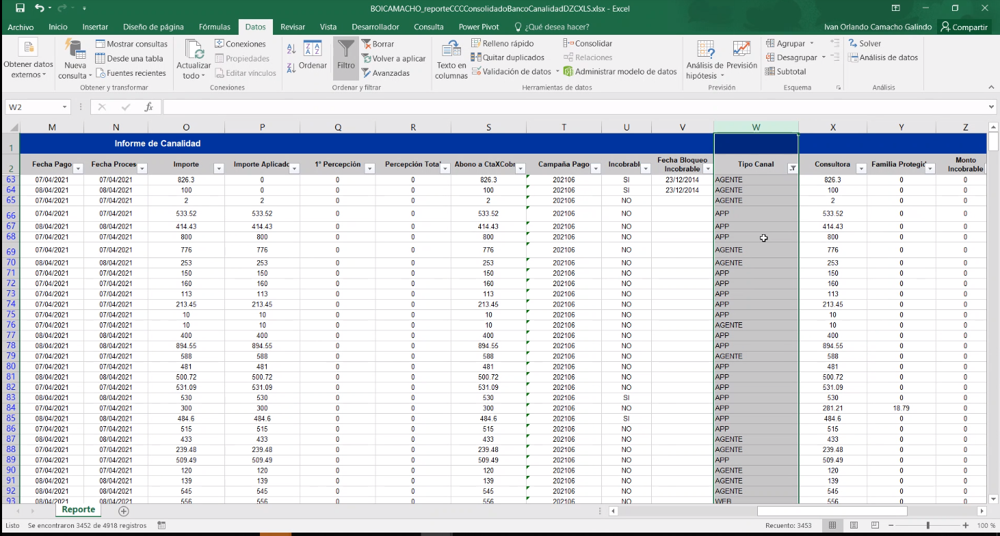 BOICAMACHO_reporteCCCConsolidadoBancoCanalidadDZCXLS.xlsx - Excel
Archivo Inicio Insertar Diseño de página Fórmulas Datos Revisar Vista Desarrollador Consulta Power Pivot ¿Qué desea hacer? Ivan Orlando Camacho Galindo Compartir
Obtener datos externos
Nueva consulta
Mostrar consultas
Desde una tabla
Fuentes recientes
Obtener y transformar
Actualizar todo
Conexiones
Propiedades
Editar vínculos
Conexiones
Ordenar
Filtro
Borrar
Volver a aplicar
Avanzadas
Ordenar y filtrar
Texto en columnas
Relleno rápido
Quitar duplicados
Validación de datos
Consolidar
Relaciones
Administrar modelo de datos
Herramientas de datos
Análisis de hipótesis
Previsión
Previsión
Agrupar
Desagrupar
Subtotal
Esquema
Solver
Análisis de datos
Análisis
W2 fx
M N O P Q R S T U V W X Y Z
1 Informe de Canalidad
2 Fecha Pago Fecha Proces Importe Importe Aplicado 1° Percepción Percepción Total Abono a CtaXCobr Campaña Pago Incobrabl Fecha Bloqueo Incobrable Tipo Canal Consultora Familia Protegid Monto Incobrable
63 07/04/2021 07/04/2021 826.3 0 0 0 826.3 202106 SI 23/12/2014 AGENTE 826.3 0 0
64 08/04/2021 07/04/2021 100 0 0 0 100 202106 SI 23/12/2014 AGENTE 100 0 0
65 07/04/2021 07/04/2021 2 2 0 0 2 202106 NO AGENTE 2 0 0
66 07/04/2021 07/04/2021 533.52 533.52 0 0 533.52 202106 NO APP 533.52 0 0
67 08/04/2021 08/04/2021 414.43 414.43 0 0 414.43 202106 NO APP 414.43 0 0
68 07/04/2021 07/04/2021 800 800 0 0 800 202106 NO APP 800 0 0
69 07/04/2021 07/04/2021 776 776 0 0 776 202106 NO AGENTE 776 0 0
70 08/04/2021 08/04/2021 253 253 0 0 253 202106 NO AGENTE 253 0 0
71 07/04/2021 07/04/2021 150 150 0 0 150 202106 NO APP 150 0 0
72 07/04/2021 07/04/2021 160 160 0 0 160 202106 NO APP 160 0 0
73 07/04/2021 07/04/2021 113 113 0 0 113 202106 NO APP 113 0 0
74 07/04/2021 07/04/2021 213.45 213.45 0 0 213.45 202106 NO APP 213.45 0 0
75 07/04/2021 07/04/2021 10 10 0 0 10 202106 NO APP 10 0 0
76 07/04/2021 07/04/2021 10 10 0 0 10 202106 NO AGENTE 10 0 0
77 08/04/2021 08/04/2021 400 400 0 0 400 202106 NO APP 400 0 0
78 08/04/2021 08/04/2021 894.55 894.55 0 0 894.55 202106 NO APP 894.55 0 0
79 07/04/2021 07/04/2021 588 588 0 0 588 202106 NO AGENTE 588 0 0
80 07/04/2021 07/04/2021 481 481 0 0 481 202106 NO APP 481 0 0
81 08/04/2021 08/04/2021 500.72 500.72 0 0 500.72 202106 NO APP 500.72 0 0
82 07/04/2021 07/04/2021 531.09 531.09 0 0 531.09 202106 NO APP 531.09 0 0
83 08/04/2021 08/04/2021 530 530 0 0 530 202106 SI APP 530 0 0
84 07/04/2021 07/04/2021 300 300 0 0 300 202106 NO APP 281.21 18.79 0
85 08/04/2021 08/04/2021 484.6 484.6 0 0 484.6 202106 SI APP 484.6 0 0
86 07/04/2021 07/04/2021 515 515 0 0 515 202106 NO APP 515 0 0
87 08/04/2021 08/04/2021 433 433 0 0 433 202106 NO AGENTE 433 0 0
88 07/04/2021 07/04/2021 239.48 239.48 0 0 239.48 202106 NO AGENTE 239.48 0 0
89 07/04/2021 07/04/2021 509.49 509.49 0 0 509.49 202106 NO APP 509.49 0 0
90 07/04/2021 07/04/2021 120 120 0 0 120 202106 NO AGENTE 120 0 0
91 08/04/2021 08/04/2021 139 139 0 0 139 202106 NO AGENTE 139 0 0
92 08/04/2021 08/04/2021 545 545 0 0 545 202106 NO AGENTE 545 0 0
93 08/04/2021 08/04/2021 556 556 0 0 556 202106 NO WEB 556 0 0
Reporte
Listo Se encontraron 3452 de 4918 registros Recuento: 3453 100 %